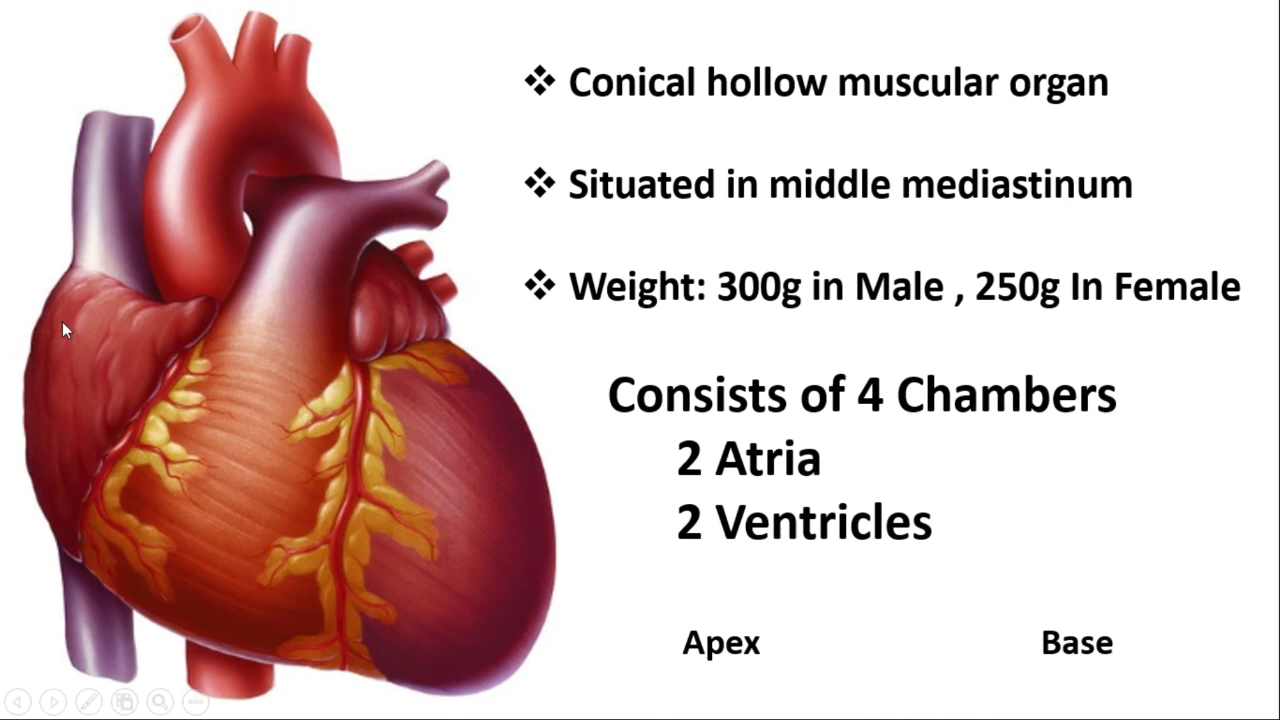 ❖ Conical hollow muscular organ
❖ Situated in middle mediastinum
❖ Weight: 300g in Male , 250g In Female
Consists of 4 Chambers
2 Atria
2 Ventricles
Apex Base